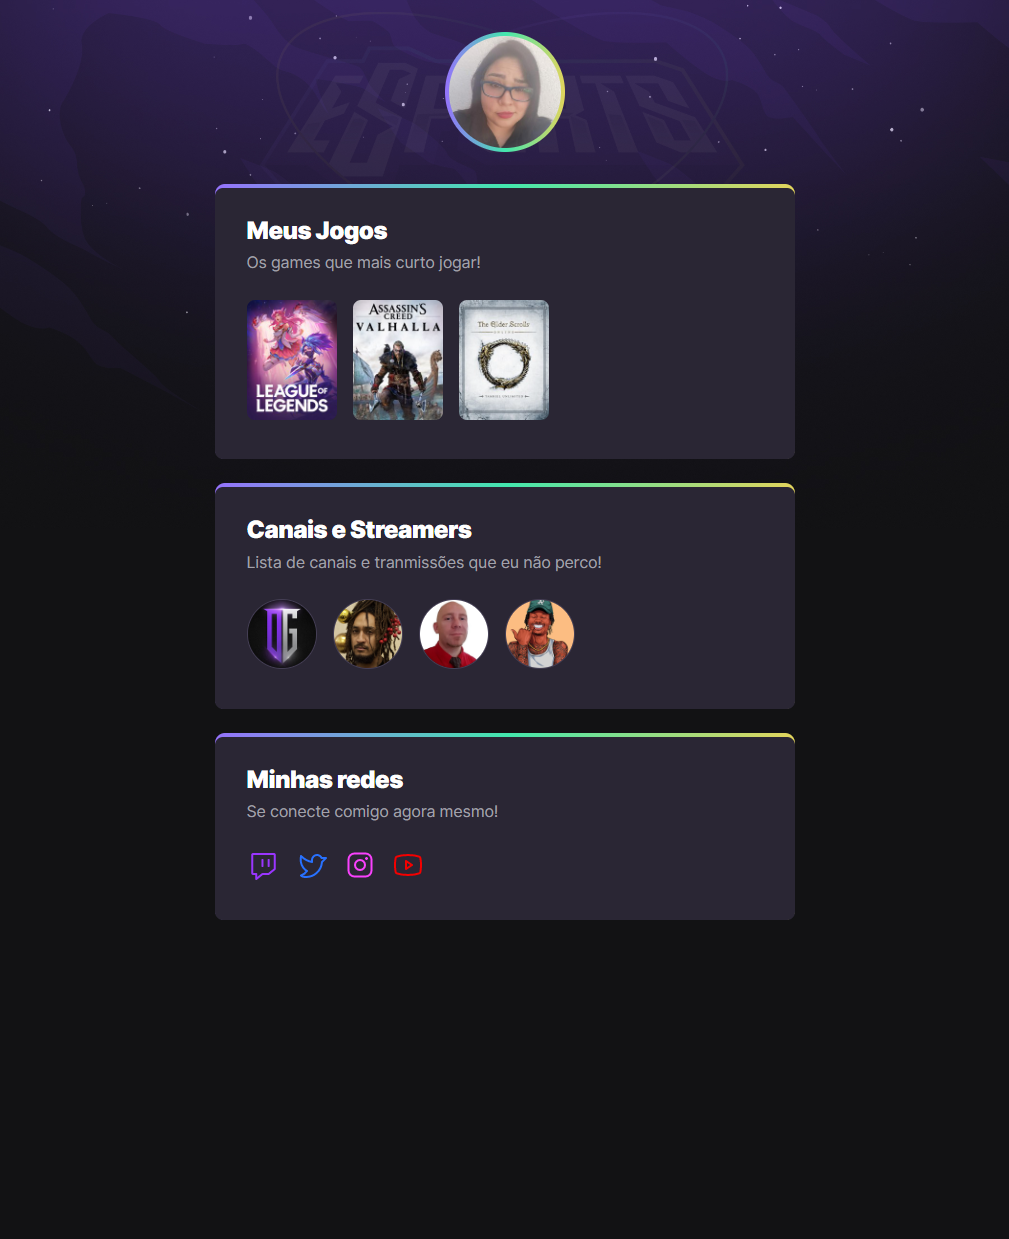 ESPORTS
Meus Jogos
Os games que mais curto jogar!
LEAGUE OF
LEGENDS
ASSASSIN'S
CREED
VALHALLA
The Elder Scrolls
ONLINE
Canais e Streamers
Lista de canais e tranmissões que eu não perco!
Minhas redes
Se conecte comigo agora mesmo!